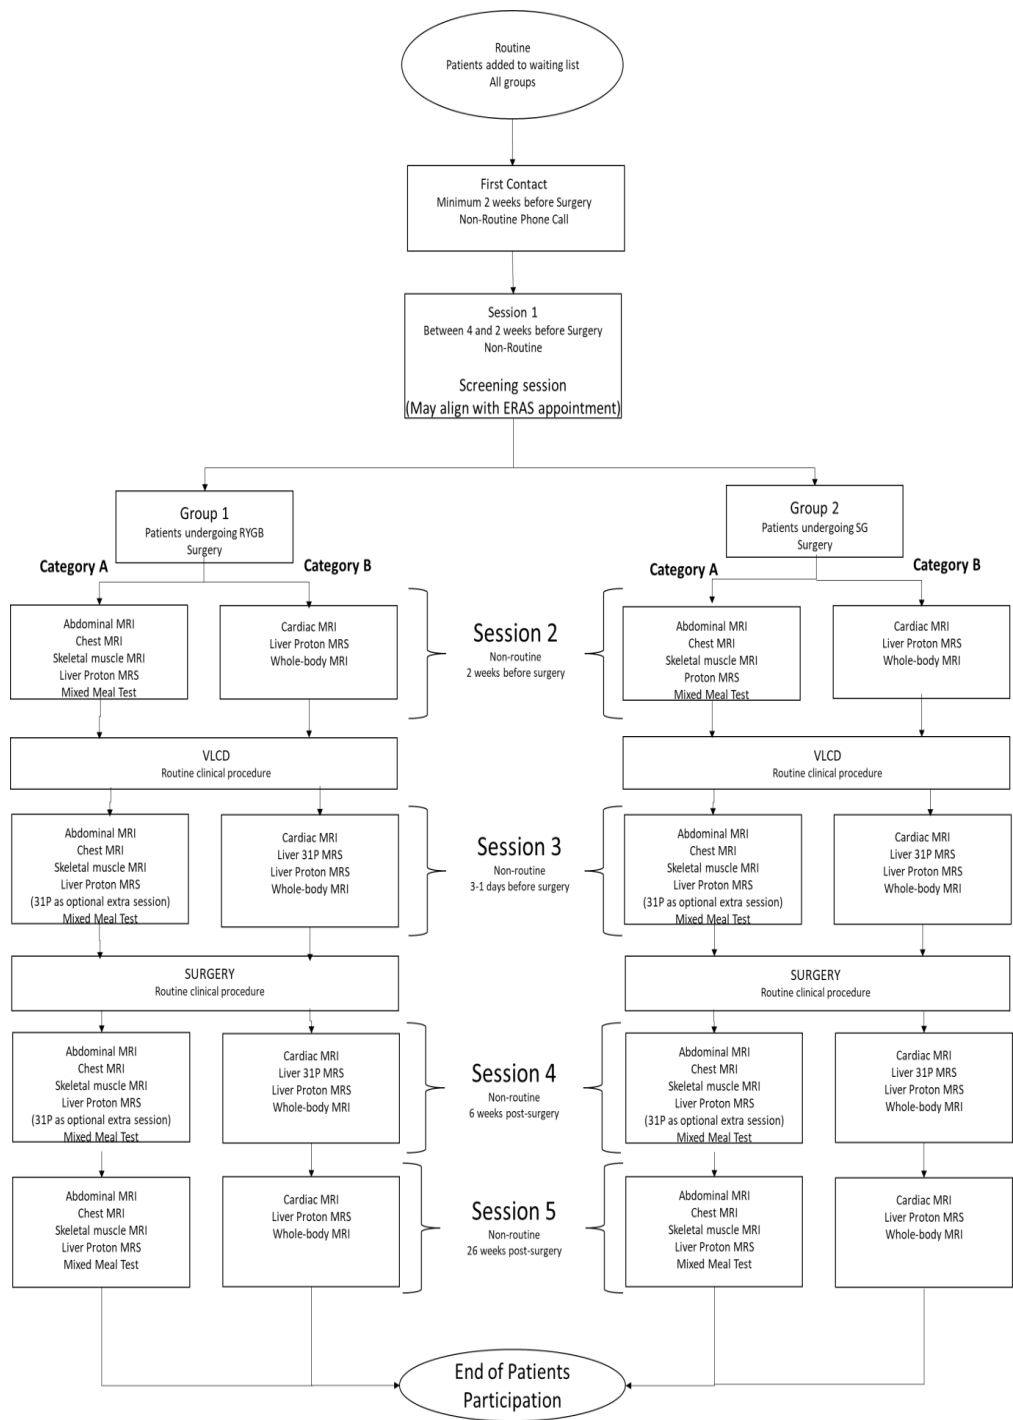 Routine
Patients added to waiting list
All groups
First Contact
Minimum 2 weeks before Surgery
Non-Routine Phone Call
Session 1
Between 4 and 2 weeks before Surgery
Non-Routine
Screening session
(May align with ERAS appointment)
Group 1
Patients undergoing RYGB
Surgery
Category A
Category B
Group 2
Patients undergoing SG
Surgery
Category A
Category B
Abdominal MRI
Chest MRI
Skeletal muscle MRI
Liver Proton MRS
Mixed Meal Test
Cardiac MRI
Liver Proton MRS
Whole-body MRI
Session 2
Non-routine
2 weeks before surgery
Abdominal MRI
Chest MRI
Skeletal muscle MRI
Proton MRS
Mixed Meal Test
Cardiac MRI
Liver Proton MRS
Whole-body MRI
VLCD
Routine clinical procedure
VLCD
Routine clinical procedure
Abdominal MRI
Chest MRI
Skeletal muscle MRI
Liver Proton MRS
(31P as optional extra session)
Mixed Meal Test
Cardiac MRI
Liver 31P MRS
Liver Proton MRS
Whole-body MRI
Session 3
Non-routine
3-1 days before surgery
Abdominal MRI
Chest MRI
Skeletal muscle MRI
Liver Proton MRS
(31P as optional extra session)
Mixed Meal Test
Cardiac MRI
Liver 31P MRS
Liver Proton MRS
Whole-body MRI
SURGERY
Routine clinical procedure
SURGERY
Routine clinical procedure
Abdominal MRI
Chest MRI
Skeletal muscle MRI
Liver Proton MRS
(31P as optional extra session)
Mixed Meal Test
Cardiac MRI
Liver 31P MRS
Liver Proton MRS
Whole-body MRI
Session 4
Non-routine
6 weeks post-surgery
Abdominal MRI
Chest MRI
Skeletal muscle MRI
Liver Proton MRS
(31P as optional extra session)
Mixed Meal Test
Cardiac MRI
Liver 31P MRS
Liver Proton MRS
Whole-body MRI
Abdominal MRI
Chest MRI
Skeletal muscle MRI
Liver Proton MRS
Mixed Meal Test
Cardiac MRI
Liver Proton MRS
Whole-body MRI
Session 5
Non-routine
26 weeks post-surgery
Abdominal MRI
Chest MRI
Skeletal muscle MRI
Liver Proton MRS
Mixed Meal Test
Cardiac MRI
Liver Proton MRS
Whole-body MRI
End of Patients
Participation